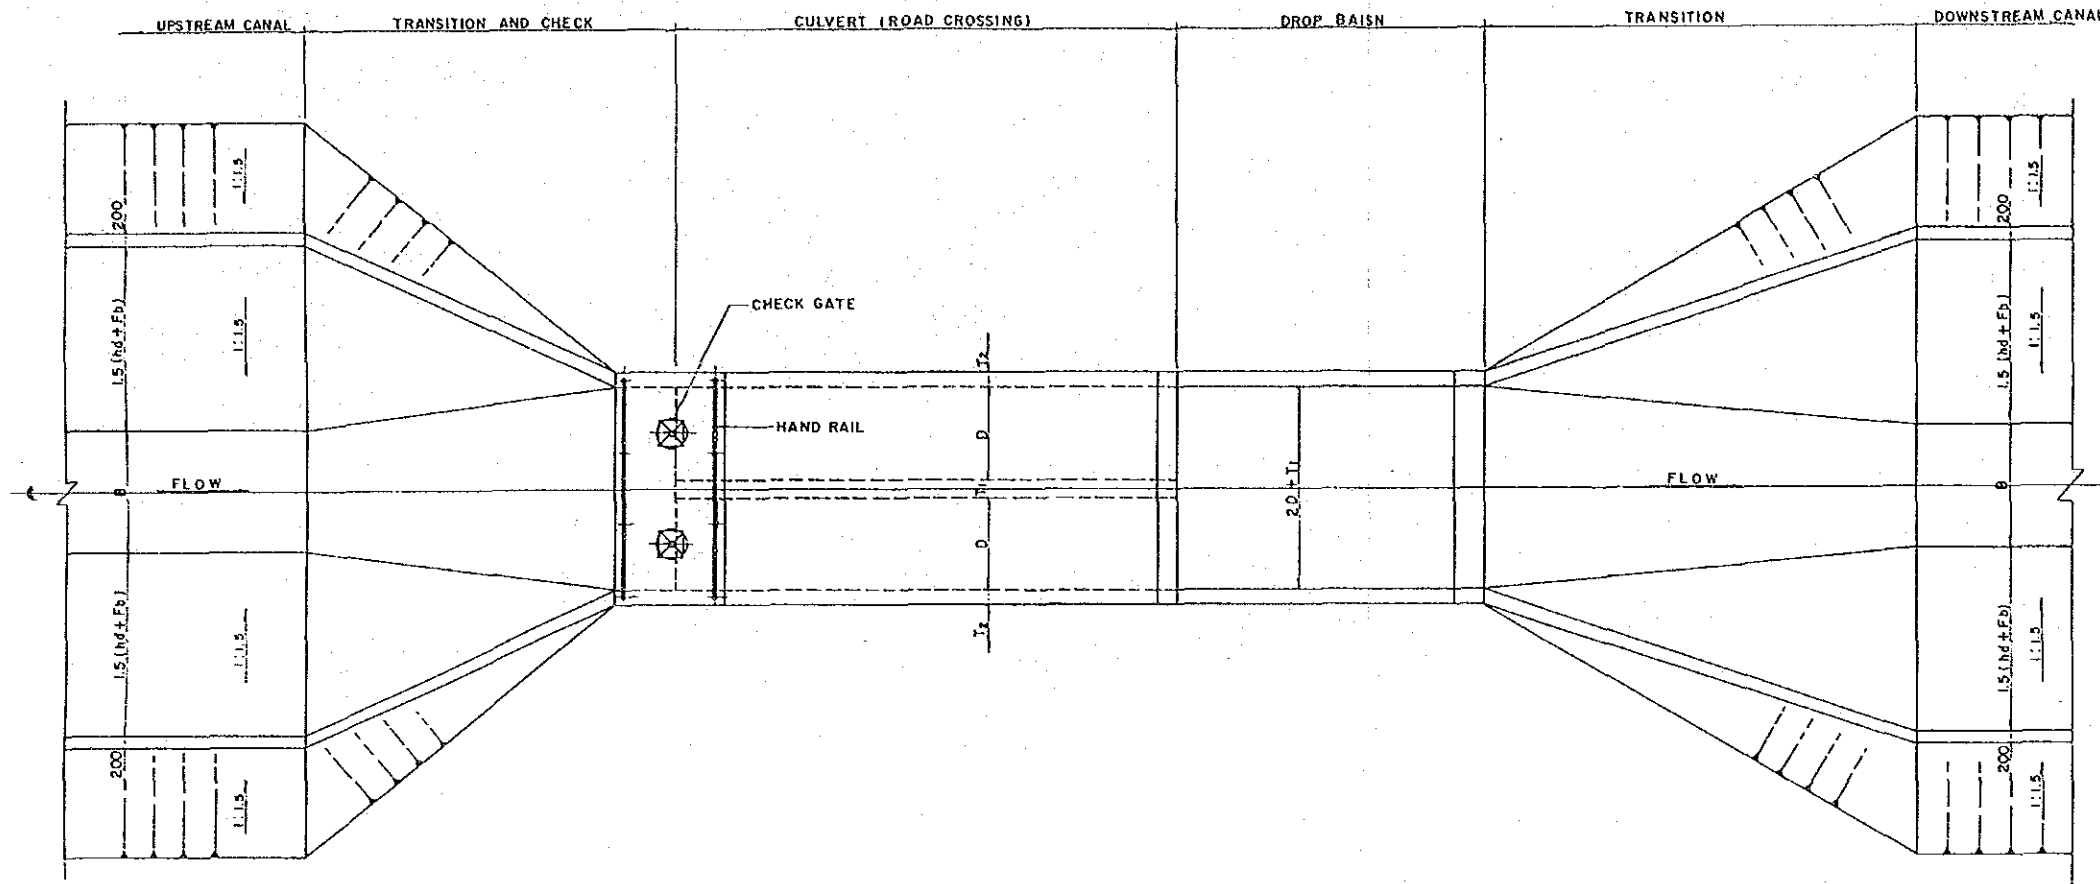 UPSTREAM CANAL
TRANSITION AND CHECK
CULVERT (ROAD CROSSING)
DROP BAISN
TRANSITION
DOWNSTREAM CANAL
1:1.5
200
1:1.5
200
1.5 (hd + Fb)
1:1.5
CHECK GATE
T2
1.5 (hd + Fb)
1:1.5
HAND RAIL
D
FLOW
B
T1
2D + T1
FLOW
B
D
1.5 (hd + Fb)
1:1.5
T2
1.5 (hd + Fb)
1:1.5
200
1:1.5
200
1:1.5